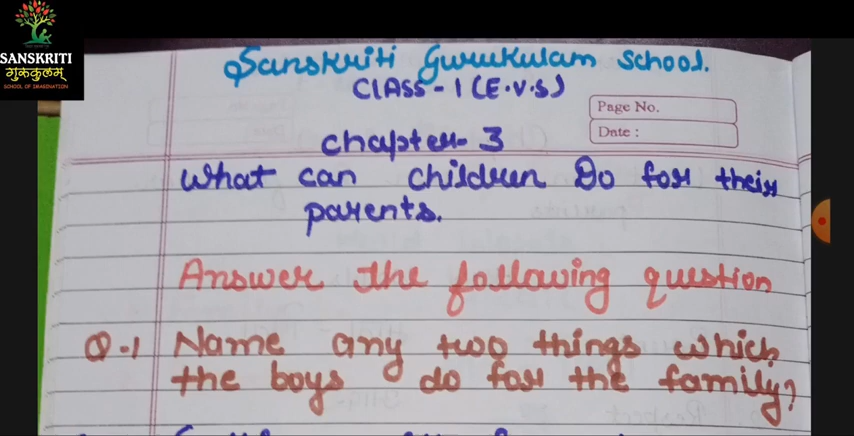 SANSKRITI
गुरुकुलम्
SCHOOL OF IMAGINATION
Sanskriti Gurukulam School.
CLASS - 1 (E.V.S)
Page No.
Date :
Chapter- 3
What can children Do for their
parents.
Answer the following question
Q-1 Name any two things which
the boys do for the family?